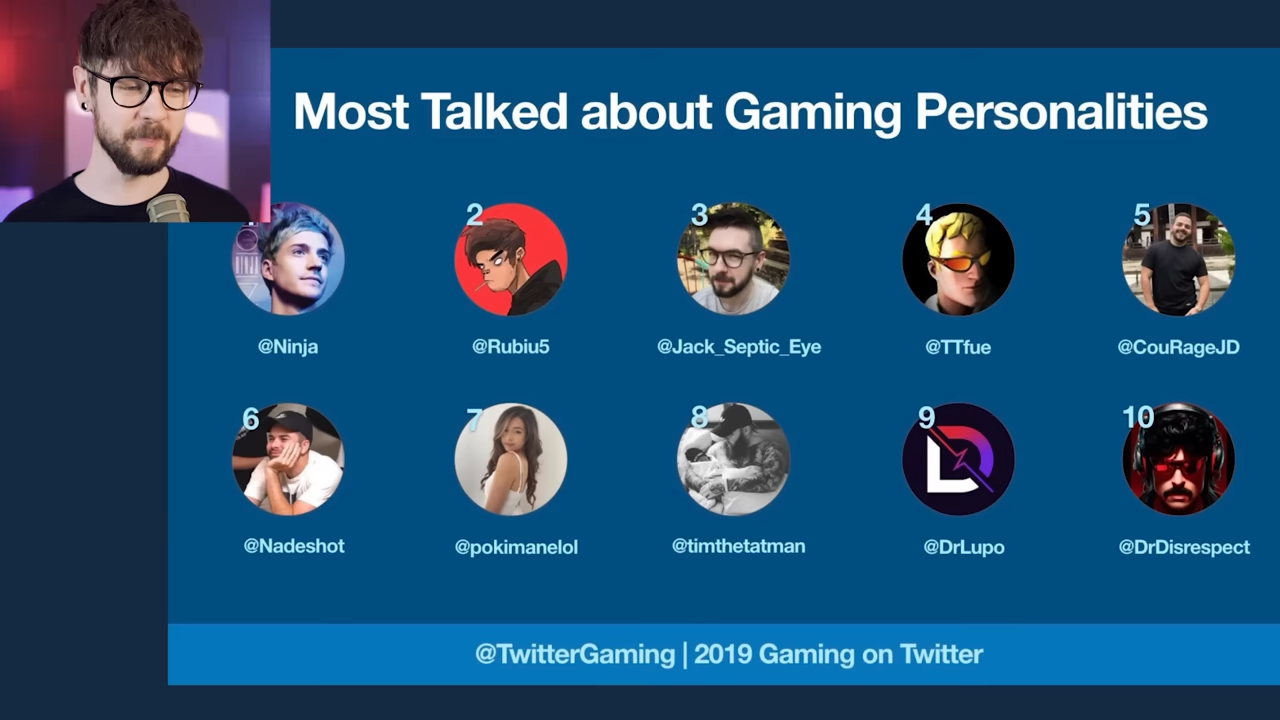 Most Talked about Gaming Personalities
2
3
4
5
@Ninja
@Rubiu5
@Jack_Septic_Eye
@TTfue
@CouRageJD
6
7
8
9
10
@Nadeshot
@pokimanelol
@timthetatman
@DrLupo
@DrDisrespect
@TwitterGaming | 2019 Gaming on Twitter